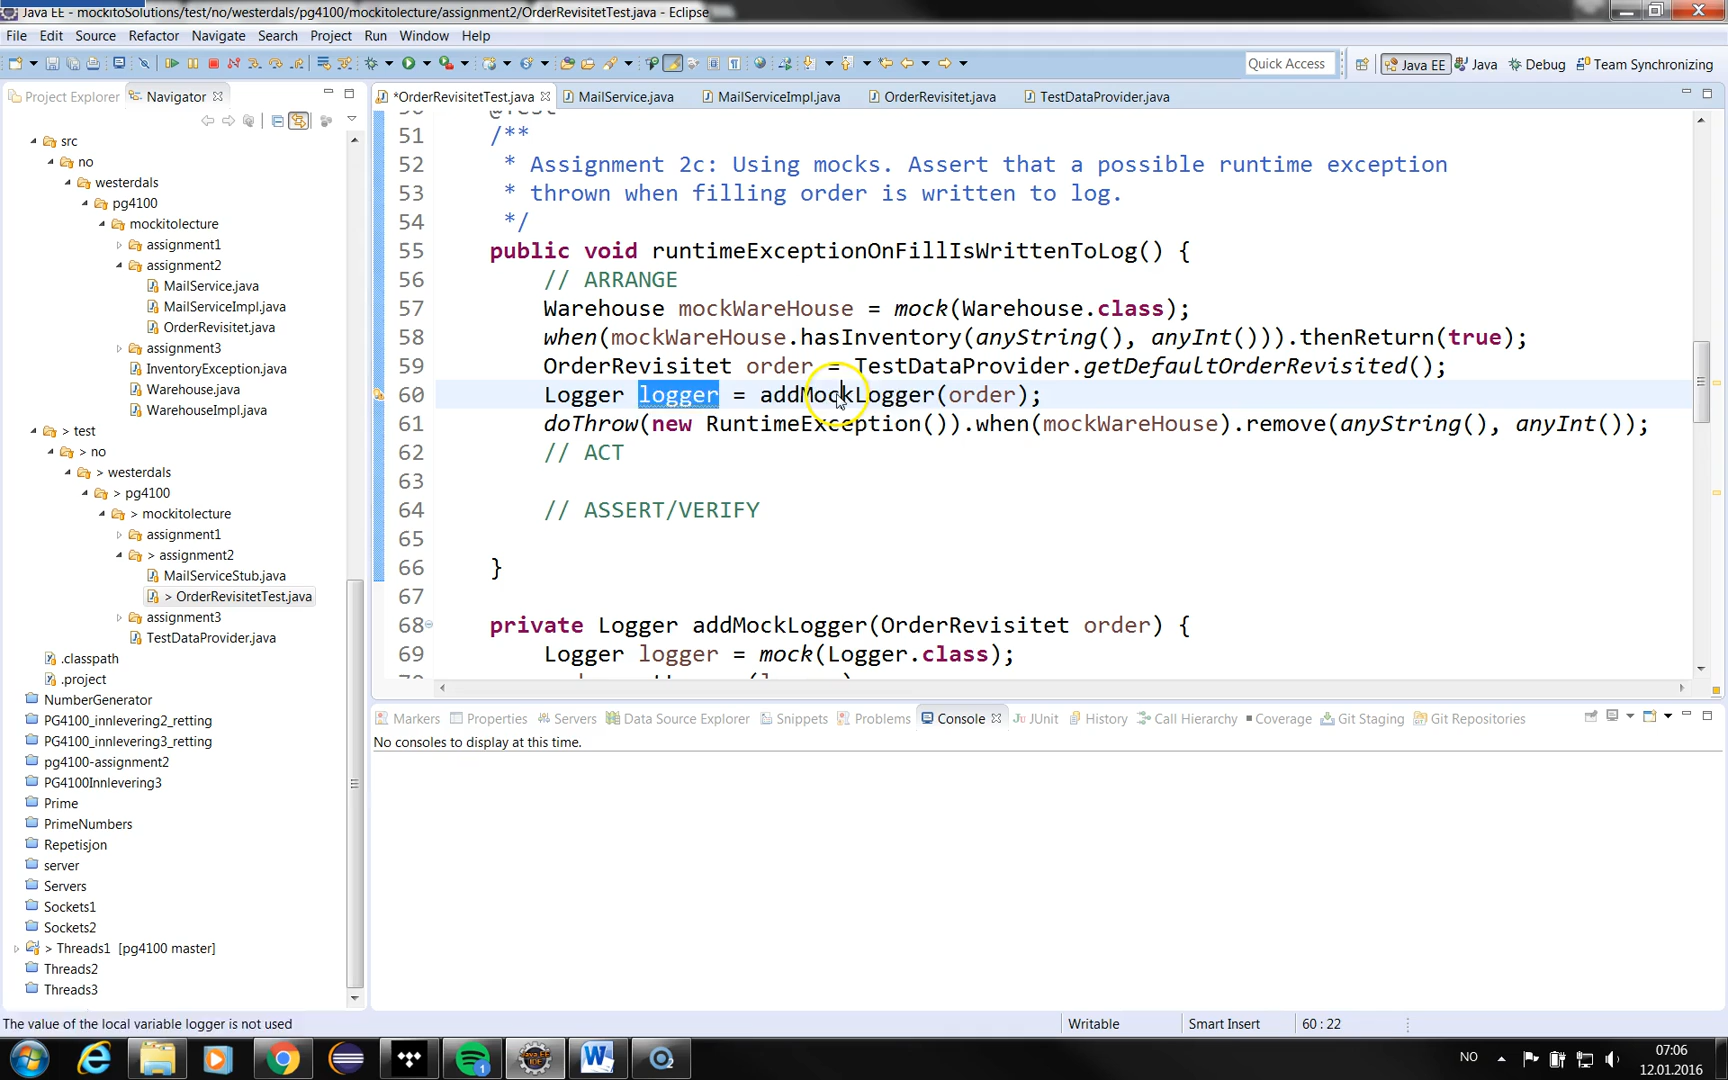 Java EE - mockitoSolutions/test/no/westerdals/pg4100/mockitolecture/assignment2/OrderRevisitetTest.java - Eclipse
File Edit Source Refactor Navigate Search Project Run Window Help
Quick Access
Java EE
Java
Debug
Team Synchronizing
Project Explorer
Navigator
*OrderRevisitetTest.java
MailService.java
MailServiceImpl.java
OrderRevisitet.java
TestDataProvider.java
src
no
westerdals
pg4100
mockitolecture
assignment1
assignment2
MailService.java
MailServiceImpl.java
OrderRevisitet.java
assignment3
InventoryException.java
Warehouse.java
WarehouseImpl.java
> test
> no
> westerdals
> pg4100
> mockitolecture
assignment1
> assignment2
MailServiceStub.java
> OrderRevisitetTest.java
assignment3
TestDataProvider.java
.classpath
.project
NumberGenerator
PG4100_innlevering2_retting
PG4100_innlevering3_retting
pg4100-assignment2
PG4100Innlevering3
Prime
PrimeNumbers
Repetisjon
server
Servers
Sockets1
Sockets2
> Threads1 [pg4100 master]
Threads2
Threads3
51 /**
52 * Assignment 2c: Using mocks. Assert that a possible runtime exception
53 * thrown when filling order is written to log.
54 */
55 public void runtimeExceptionOnFillIsWrittenToLog() {
56 // ARRANGE
57 Warehouse mockWareHouse = mock(Warehouse.class);
58 when(mockWareHouse.hasInventory(anyString(), anyInt())).thenReturn(true);
59 OrderRevisitet order = TestDataProvider.getDefaultOrderRevisited();
60 Logger logger = addMockLogger(order);
61 doThrow(new RuntimeException()).when(mockWareHouse).remove(anyString(), anyInt());
62 // ACT
63
64 // ASSERT/VERIFY
65
66 }
67
68 private Logger addMockLogger(OrderRevisitet order) {
69 Logger logger = mock(Logger.class);
Markers Properties Servers Data Source Explorer Snippets Problems Console JUnit History Call Hierarchy Coverage Git Staging Git Repositories
No consoles to display at this time.
The value of the local variable logger is not used
Writable
Smart Insert
60 : 22
NO
07:06
12.01.2016